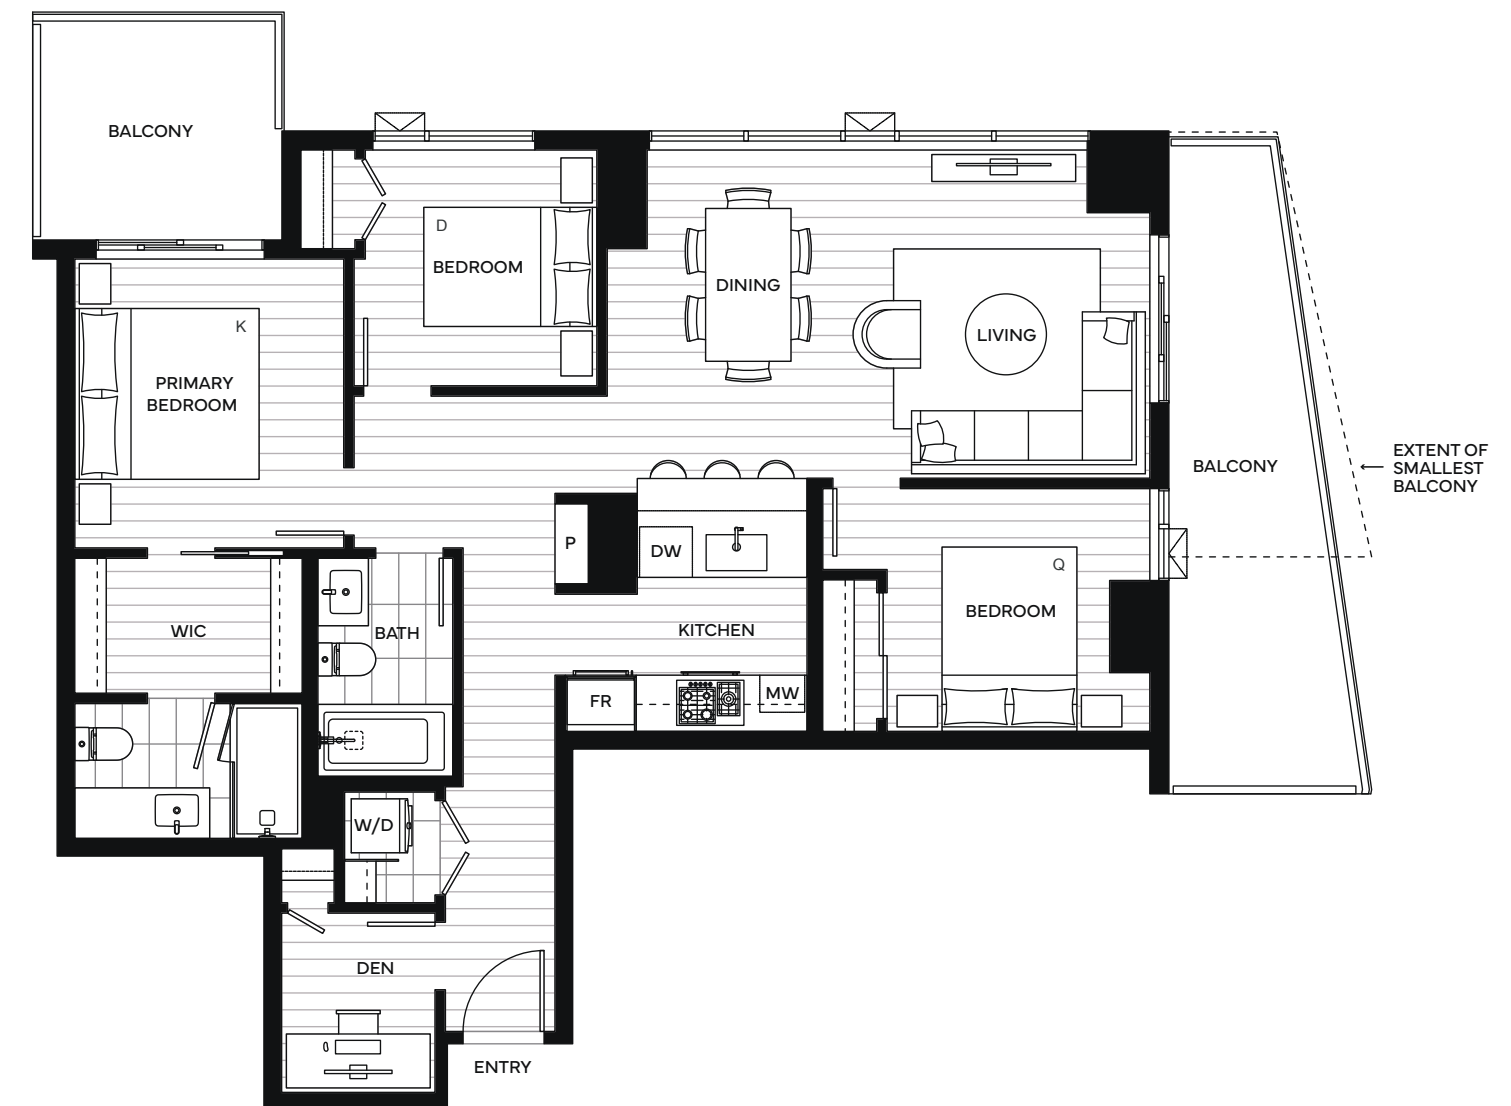 BALCONY
D
BEDROOM
DINING
K
LIVING
PRIMARY
BEDROOM
EXTENT OF
SMALLEST
BALCONY
BALCONY
P
DW
Q
BEDROOM
WIC
BATH
KITCHEN
FR
MW
W/D
DEN
ENTRY